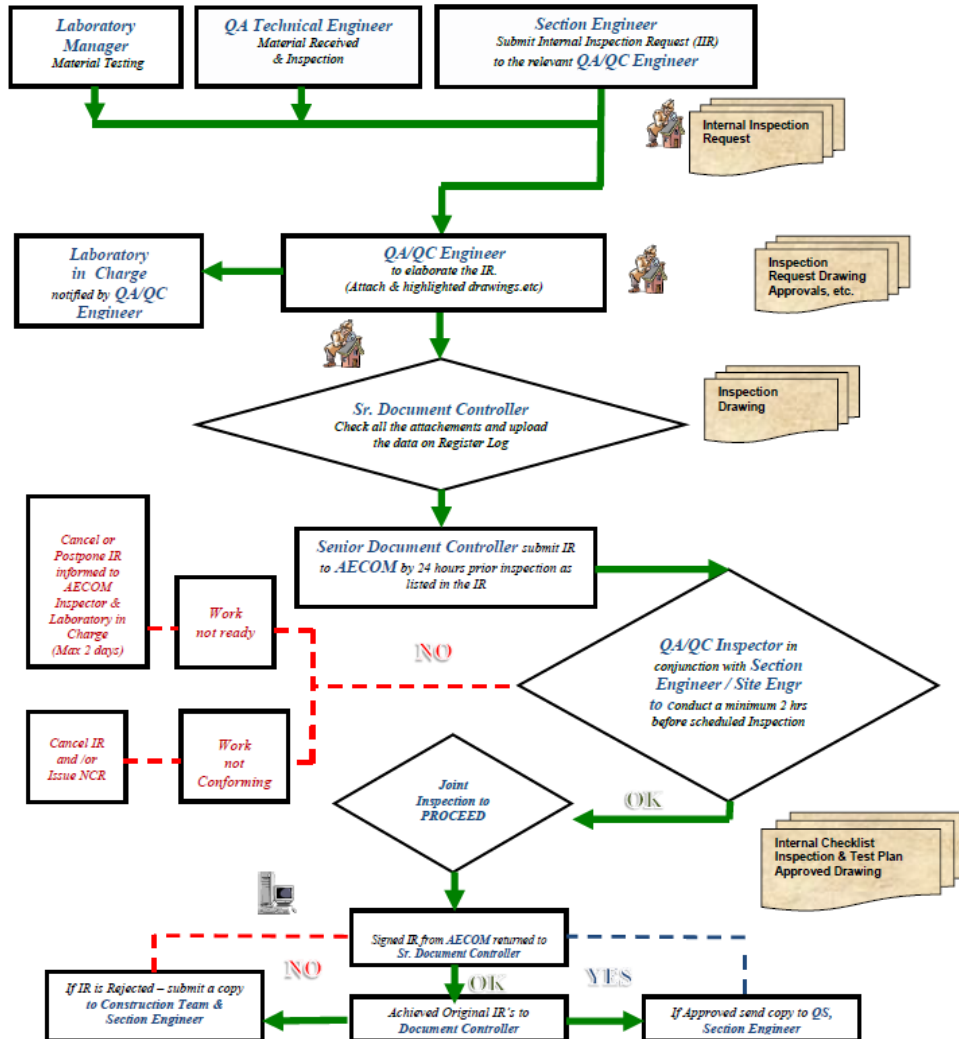 Laboratory
Manager
Material Testing
QA Technical Engineer
Material Received
& Inspection
Section Engineer
Submit Internal Inspection Request (IIR)
to the relevant QA/QC Engineer
Internal Inspection
Request
Laboratory
in Charge
notified by QA/QC
Engineer
QA/QC Engineer
to elaborate the IR.
(Attach & highlighted drawings.etc)
Inspection
Request Drawing
Approvals, etc.
Sr. Document Controller
Check all the attachements and upload
the data on Register Log
Inspection
Drawing
Cancel or
Postpone IR
informed to
AECOM
Inspector &
Laboratory in
Charge
(Max 2 days)
Work
not ready
Senior Document Controller submit IR
to AECOM by 24 hours prior inspection as
listed in the IR
NO
QA/QC Inspector in
conjunction with Section
Engineer / Site Engr
to conduct a minimum 2 hrs
before scheduled Inspection
Cancel IR
and /or
Issue NCR
Work
not
Conforming
Joint
Inspection to
PROCEED
OK
Internal Checklist
Inspection & Test Plan
Approved Drawing
Signed IR from AECOM returned to
Sr. Document Controller
NO
OK
YES
If IR is Rejected – submit a copy
to Construction Team &
Section Engineer
Achieved Original IR's to
Document Controller
If Approved send copy to QS,
Section Engineer